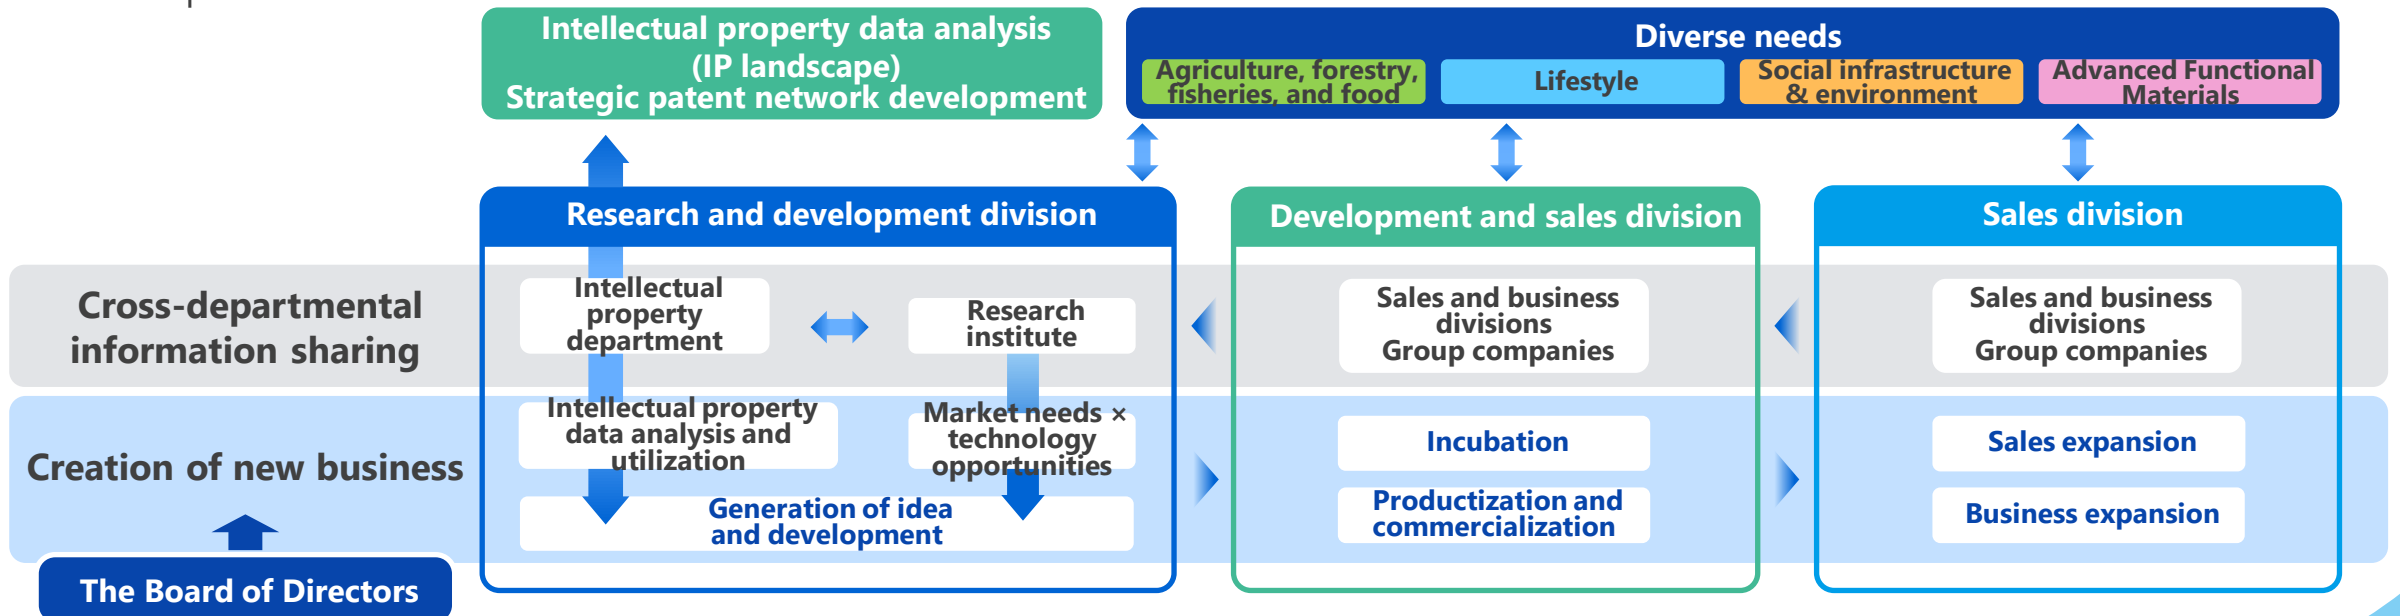 Intellectual property data analysis
(IP landscape)
Strategic patent network development
Diverse needs
Agriculture, forestry,
fisheries, and food
Lifestyle
Social infrastructure
& environment
Advanced Functional
Materials
Research and development division
Development and sales division
Sales division
Cross-departmental
information sharing
Intellectual
property
department
Research
institute
Sales and business
divisions
Group companies
Sales and business
divisions
Group companies
Creation of new business
Intellectual property
data analysis and
utilization
Market needs ×
technology
opportunities
Generation of idea
and development
Incubation
Productization and
commercialization
Sales expansion
Business expansion
The Board of Directors